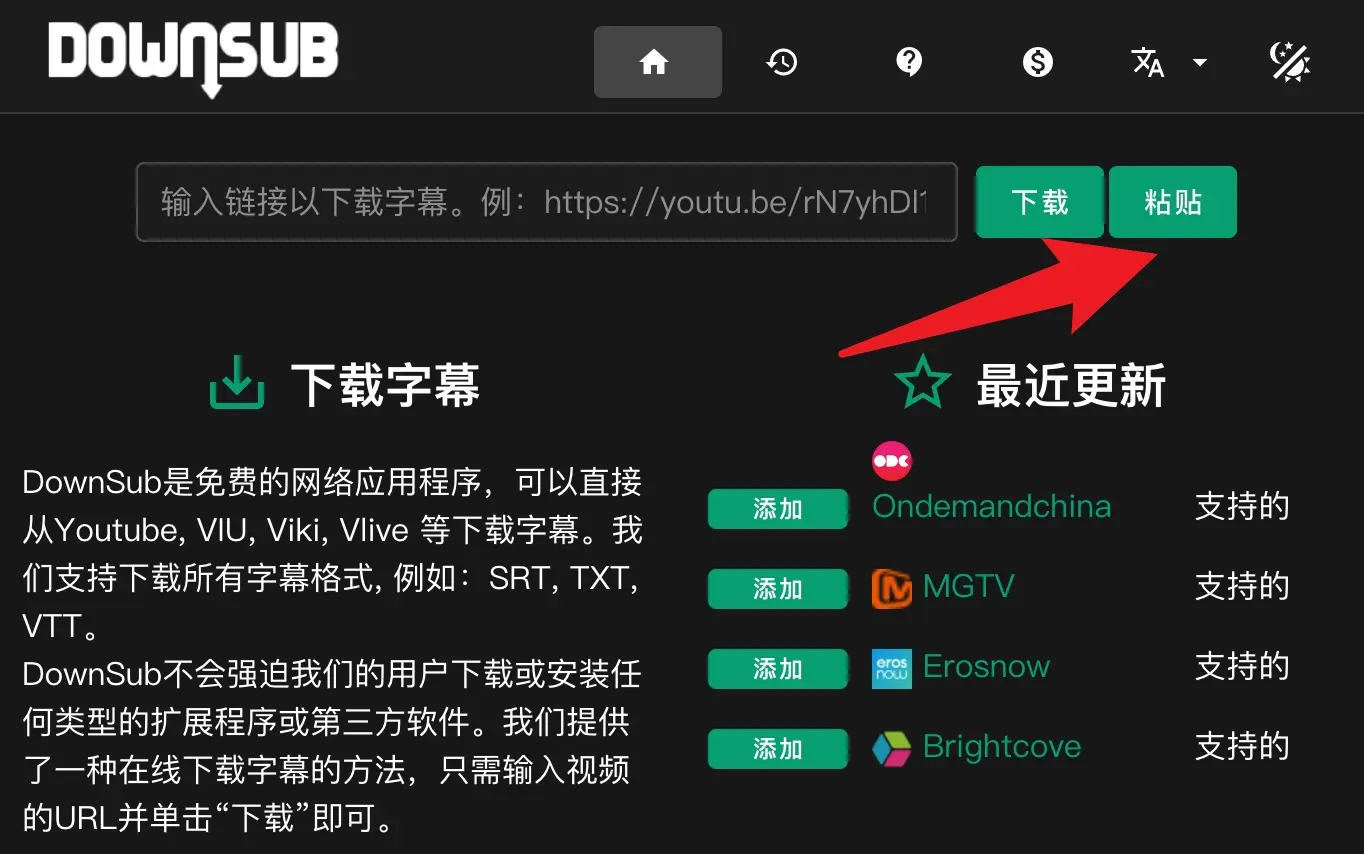 DOWNSUB
输入链接以下载字幕。例：https://youtu.be/rN7yhDl1
下载
粘贴
下载字幕
DownSub是免费的网络应用程序，可以直接
从Youtube, VIU, Viki, Vlive 等下载字幕。我
们支持下载所有字幕格式, 例如：SRT, TXT,
VTT。
DownSub不会强迫我们的用户下载或安装任
何类型的扩展程序或第三方软件。我们提供
了一种在线下载字幕的方法，只需输入视频
的URL并单击“下载”即可。
最近更新
ODC
添加 Ondemandchina 支持的
添加 MGTV 支持的
添加 eros now Erosnow 支持的
添加 Brightcove 支持的